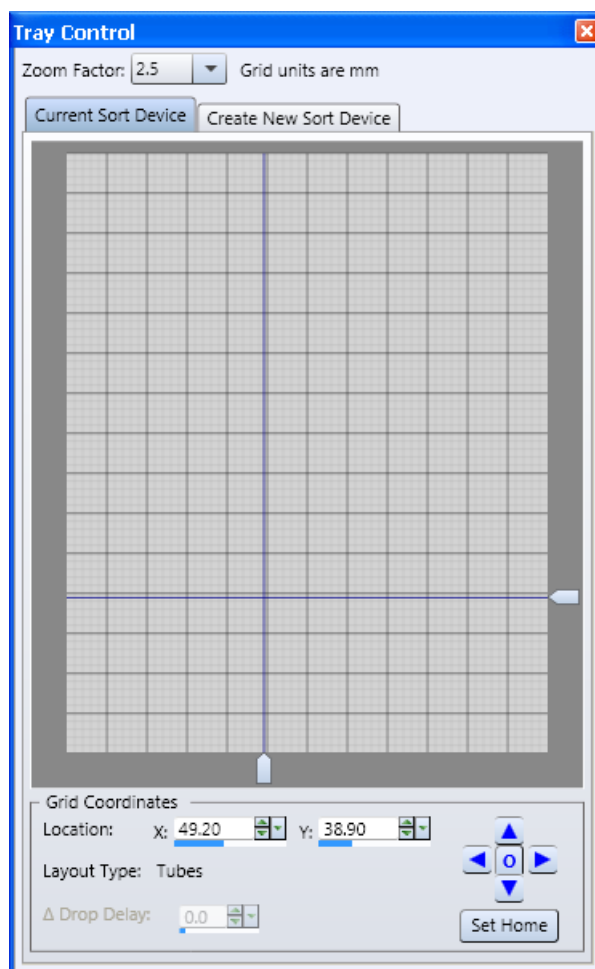 Tray Control
Zoom Factor: 2.5 Grid units are mm
Current Sort Device Create New Sort Device
Grid Coordinates
Location: X: 49.20 Y: 38.90
Layout Type: Tubes
O
Δ Drop Delay: 0.0
Set Home